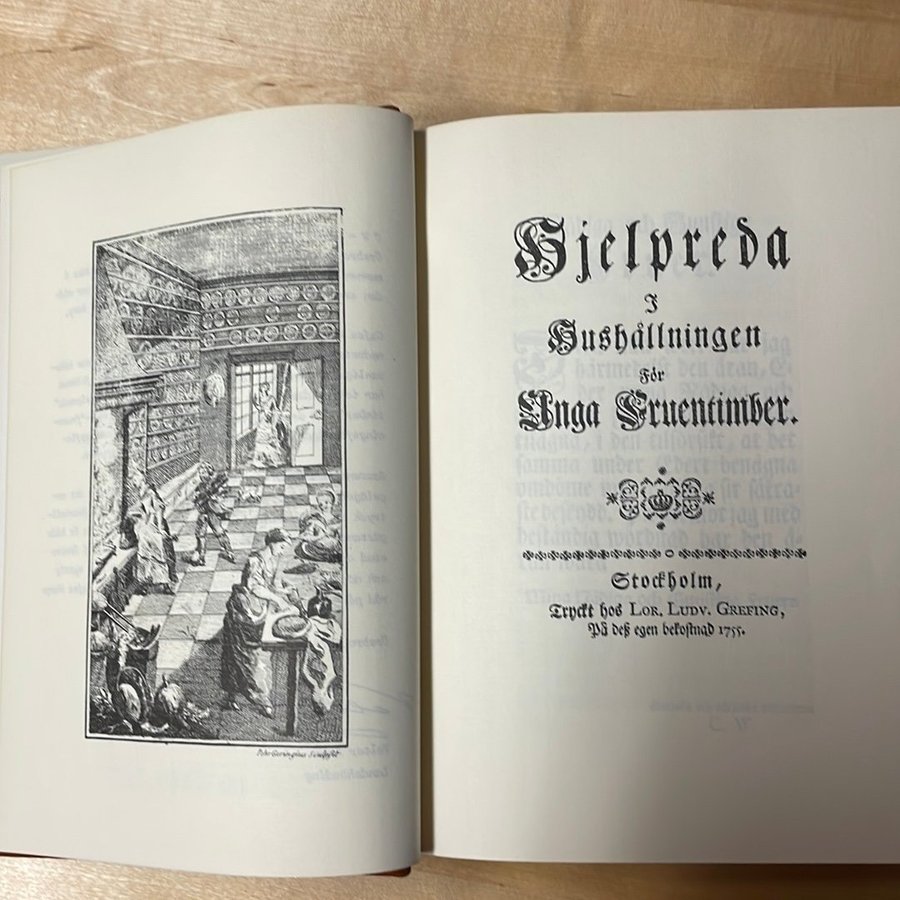 Hjelpreda
I
Hushållningen
För
Unga Fruentimber.
Stockholm,
Tryckt hos LOR. LUDV. GREFING,
På deß egen bekostnad 1755.